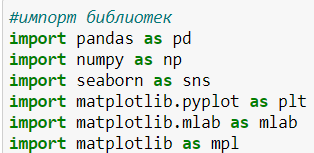 #импорт библиотек
import pandas as pd
import numpy as np
import seaborn as sns
import matplotlib.pyplot as plt
import matplotlib.mlab as mlab
import matplotlib as mpl